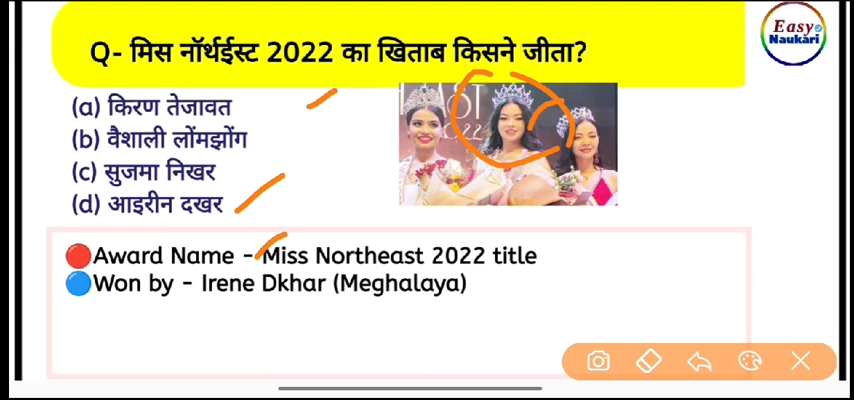 Q- मिस नॉर्थईस्ट 2022 का खिताब किसने जीता?
Easy
Naukari
(a) किरण तेजावत
(b) वैशाली लोंमझोंग
(c) सुजमा निखर
(d) आइरीन दखर
🔴Award Name - Miss Northeast 2022 title
🔵Won by - Irene Dkhar (Meghalaya)